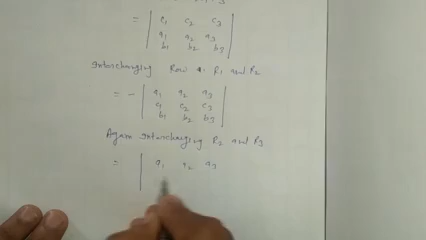 = | c₁ c₂ c₃ |
| a₁ a₂ a₃ |
| b₁ b₂ b₃ |
Interchanging Row R₁ and R₂
= - | a₁ a₂ a₃ |
| c₁ c₂ c₃ |
| b₁ b₂ b₃ |
Again interchanging R₂ and R₃
= | a₁ a₂ a₃